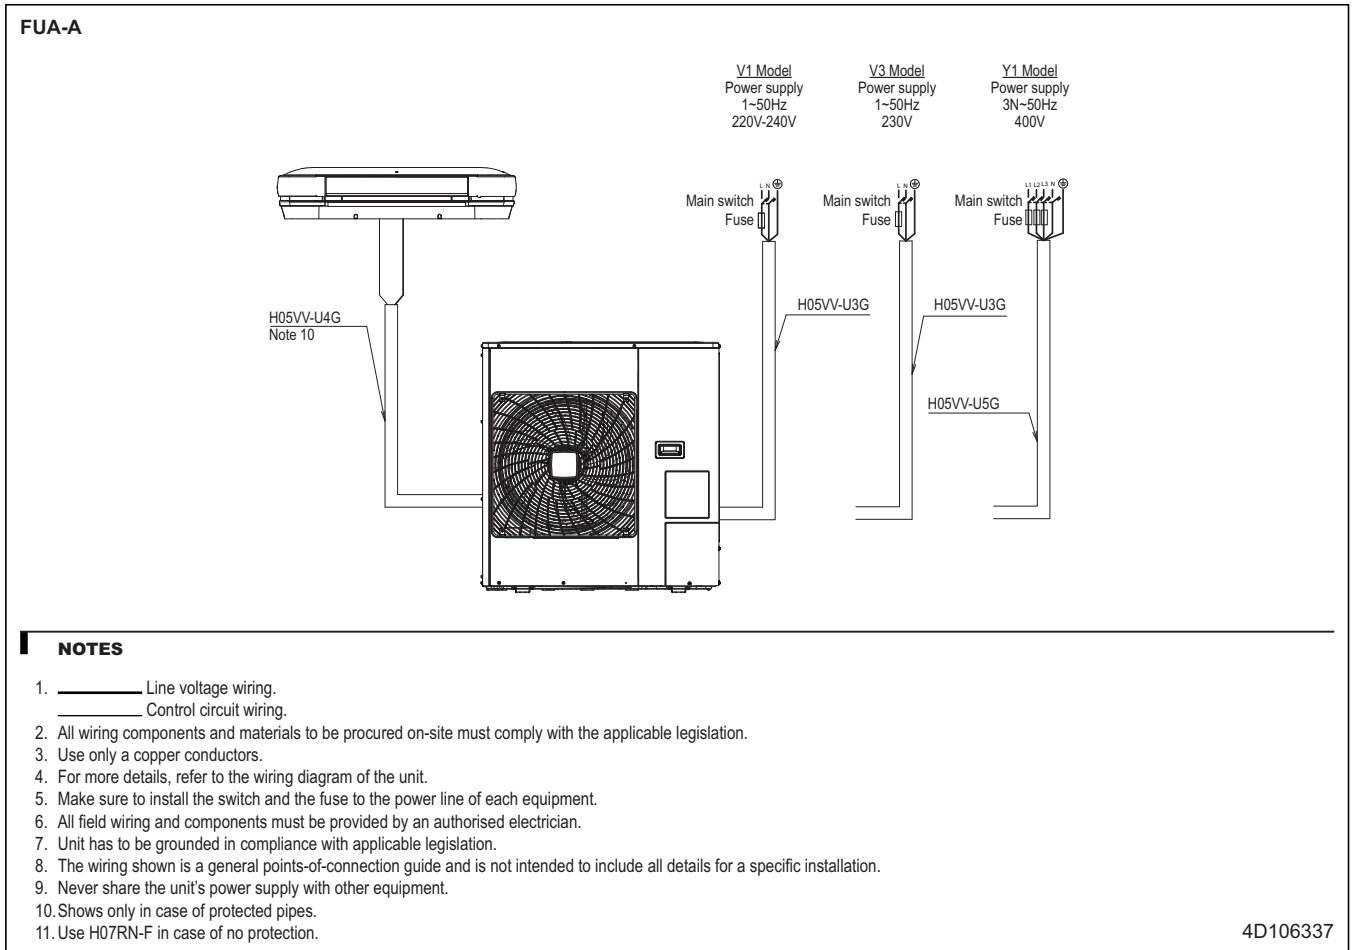 FUA-A
V1 Model
Power supply
1~50Hz
220V-240V
V3 Model
Power supply
1~50Hz
230V
Y1 Model
Power supply
3N~50Hz
400V
L N
Main switch
Fuse
L N
Main switch
Fuse
L1 L2 L3 N
Main switch
Fuse
H05VV-U4G
Note 10
H05VV-U3G
H05VV-U3G
H05VV-U5G
NOTES
1. Line voltage wiring.
Control circuit wiring.
2. All wiring components and materials to be procured on-site must comply with the applicable legislation.
3. Use only a copper conductors.
4. For more details, refer to the wiring diagram of the unit.
5. Make sure to install the switch and the fuse to the power line of each equipment.
6. All field wiring and components must be provided by an authorised electrician.
7. Unit has to be grounded in compliance with applicable legislation.
8. The wiring shown is a general points-of-connection guide and is not intended to include all details for a specific installation.
9. Never share the unit's power supply with other equipment.
10. Shows only in case of protected pipes.
11. Use H07RN-F in case of no protection.
4D106337